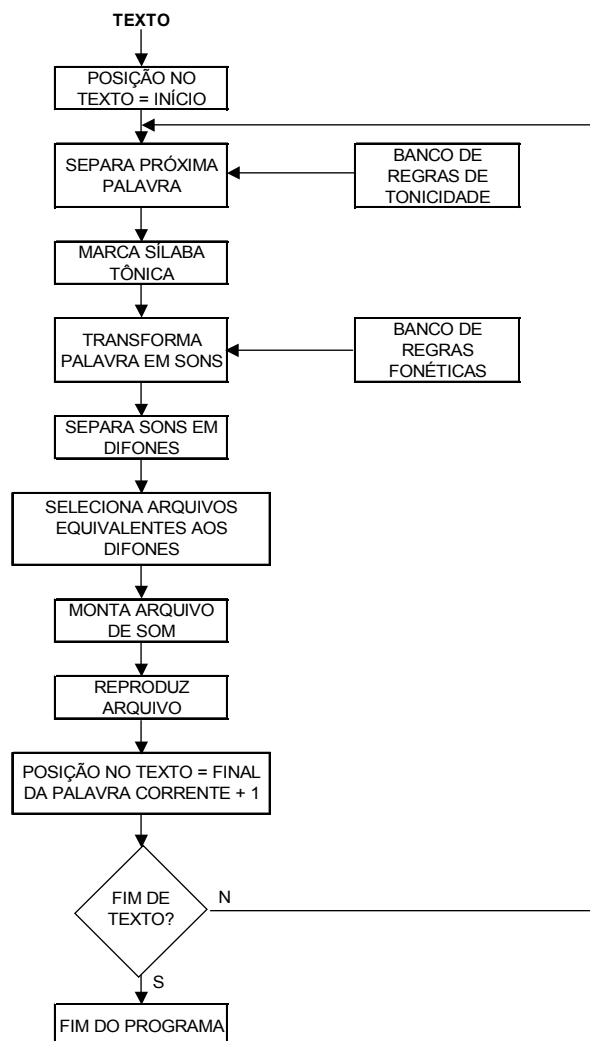 TEXTO
POSIÇÃO NO
TEXTO = INÍCIO
SEPARA PRÓXIMA
PALAVRA
BANCO DE
REGRAS DE
TONICIDADE
MARCA SÍLABA
TÔNICA
TRANSFORMA
PALAVRA EM SONS
BANCO DE
REGRAS
FONÉTICAS
SEPARA SONS EM
DIFONES
SELECIONA ARQUIVOS
EQUIVALENTES AOS
DIFONES
MONTA ARQUIVO
DE SOM
REPRODUZ
ARQUIVO
POSIÇÃO NO TEXTO = FINAL
DA PALAVRA CORRENTE + 1
FIM DE
TEXTO?
N
S
FIM DO PROGRAMA